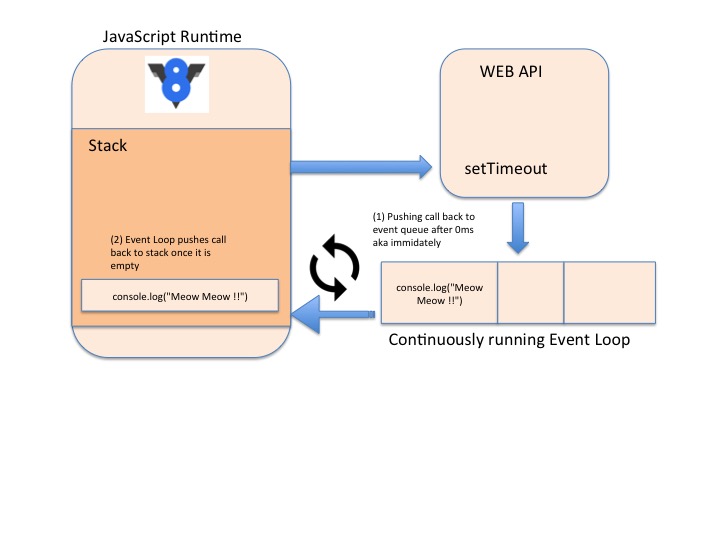 JavaScript Runtime
WEB API
Stack
setTimeout
(1) Pushing call back to
event queue after 0ms
aka immidately
(2) Event Loop pushes call
back to stack once it is
empty
console.log("Meow
Meow !!")
console.log("Meow Meow !!")
Continuously running Event Loop